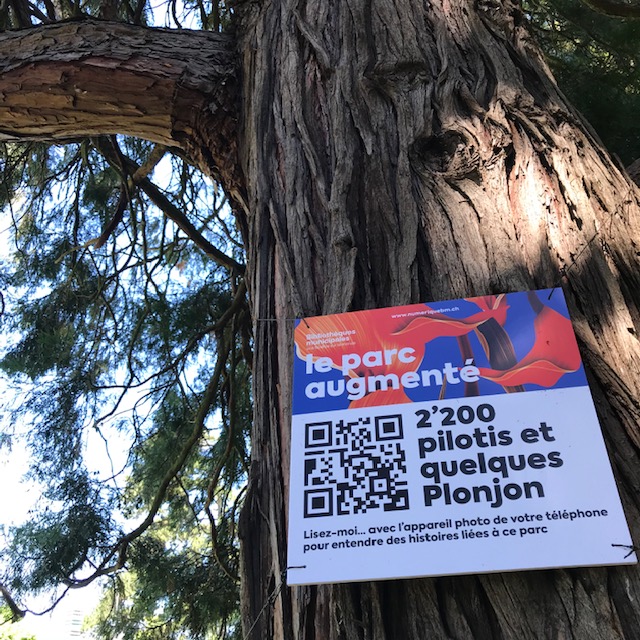 www.numeriquebm.ch
bibliothèques
municipales
le parc
augmenté
2'200
pilotis et
quelques
Plonjon
Lisez-moi... avec l'appareil photo de votre téléphone
pour entendre des histoires liées à ce parc